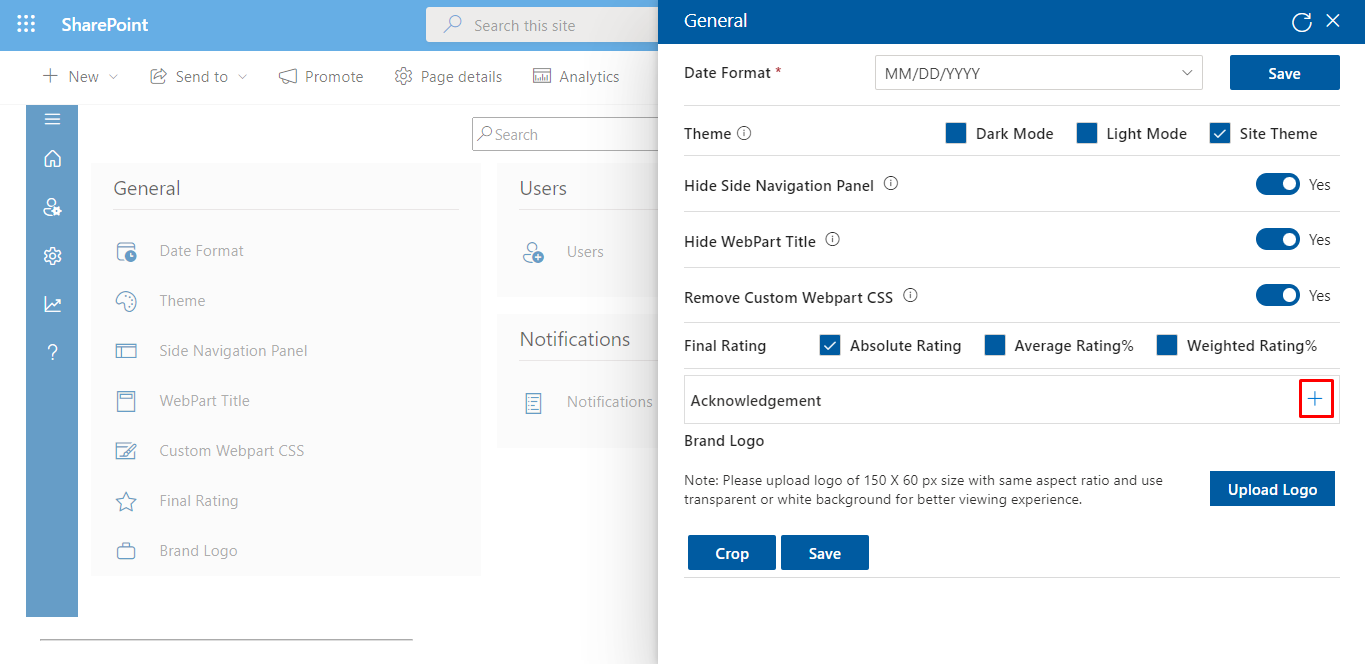 SharePoint
Search this site
New
Send to
Promote
Page details
Analytics
Search
General
Date Format
Theme
Side Navigation Panel
WebPart Title
Custom Webpart CSS
Final Rating
Brand Logo
Users
Users
Notifications
Notifications
General
Date Format *
MM/DD/YYYY
Save
Theme
Dark Mode
Light Mode
Site Theme
Hide Side Navigation Panel
Yes
Hide WebPart Title
Yes
Remove Custom Webpart CSS
Yes
Final Rating
Absolute Rating
Average Rating%
Weighted Rating%
Acknowledgement
Brand Logo
Note: Please upload logo of 150 X 60 px size with same aspect ratio and use
transparent or white background for better viewing experience.
Upload Logo
Crop
Save